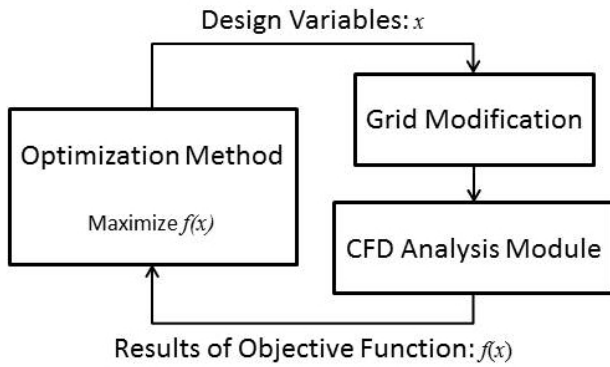 Design Variables: x
Grid Modification
Optimization Method
Maximize f(x)
CFD Analysis Module
Results of Objective Function: f(x)